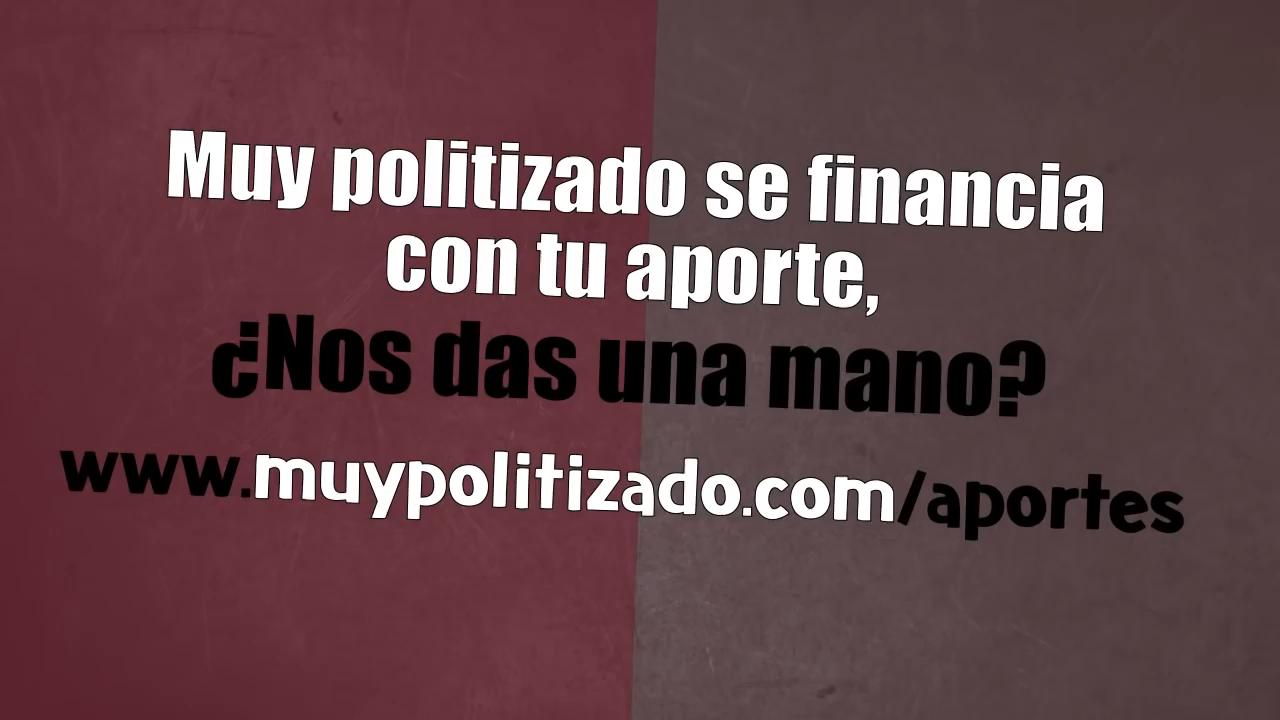 Muy politizado se financia
con tu aporte,
¿Nos das una mano?
www.muypolitizado.com/aportes